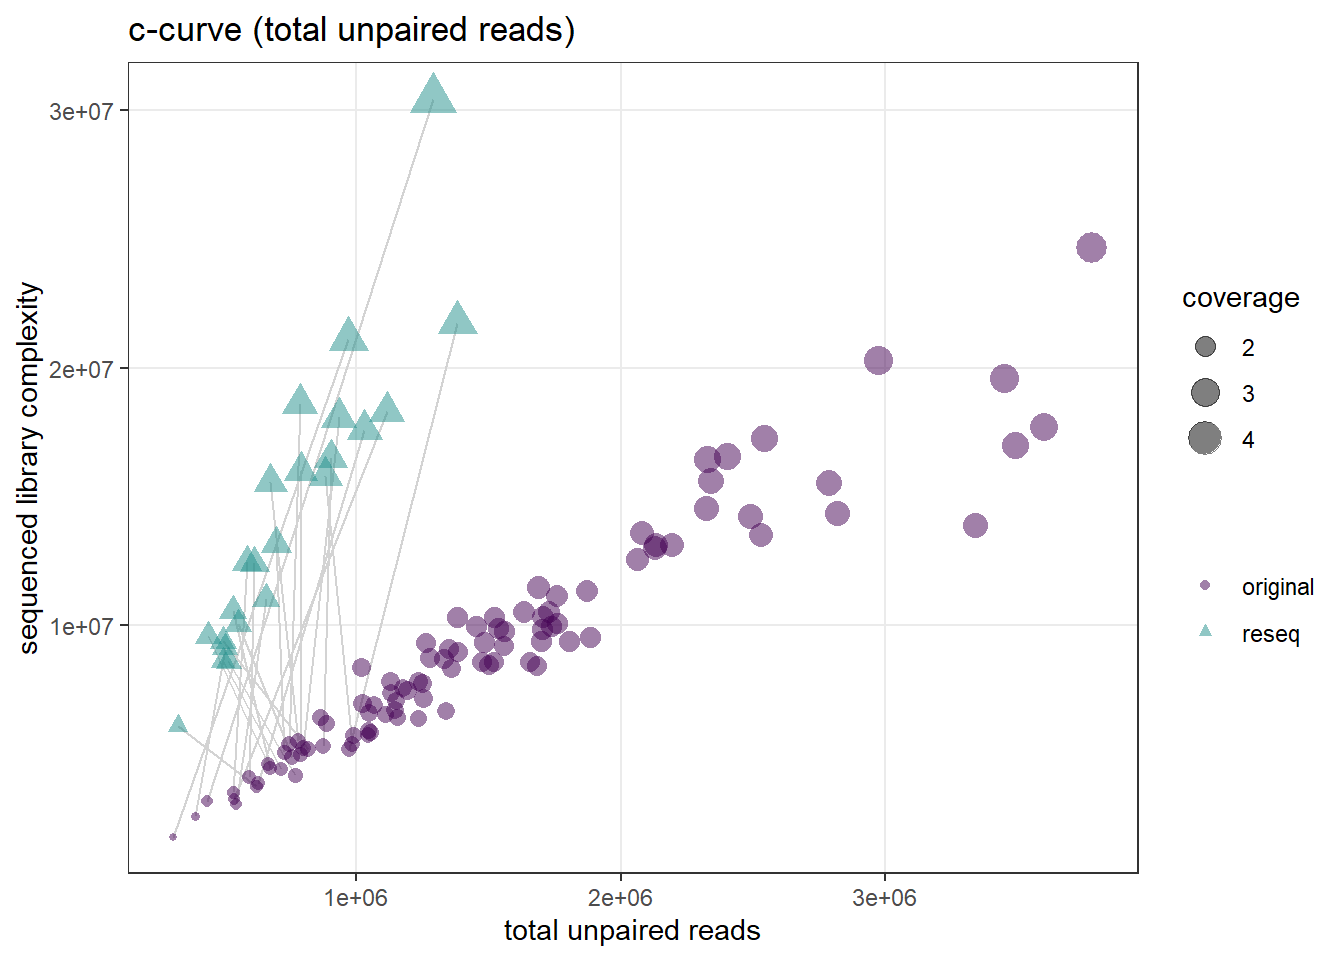 c-curve (total unpaired reads)
sequenced library complexity
3e+07
2e+07
1e+07
1e+06
2e+06
3e+06
total unpaired reads
coverage
2
3
4
original
reseq